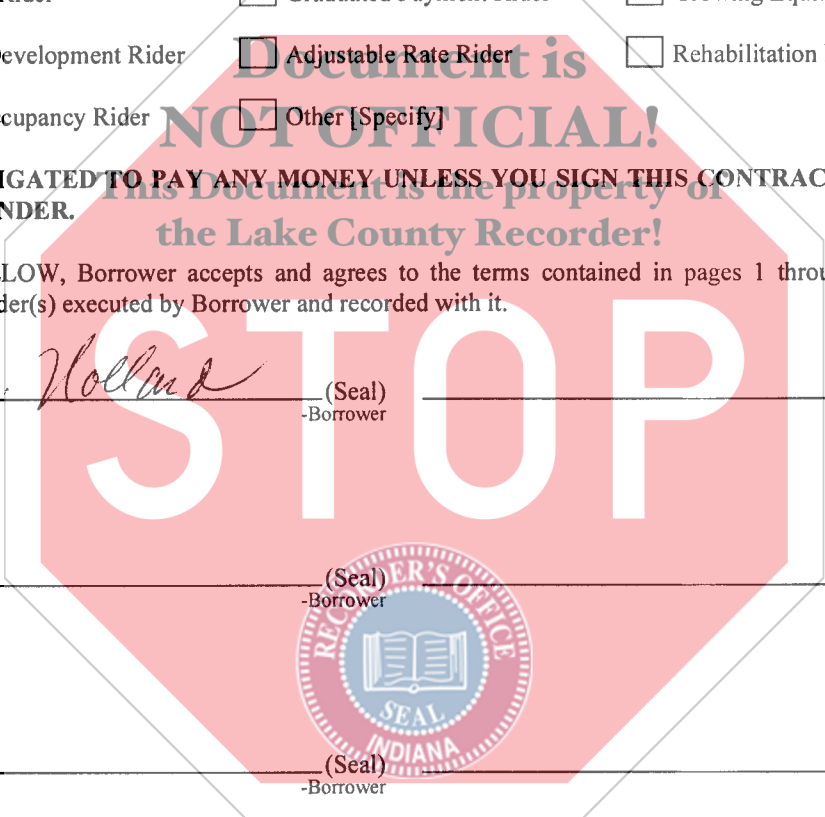 Graduated Payment Rider
Document is
evelopment Rider Adjustable Rate Rider Rehabilitation
NOT OFFICIAL!
cupancy Rider Other [Specify]
IGATED TO PAY ANY MONEY UNLESS YOU SIGN THIS CONTRAC
This Document is the property of
NDER.
the Lake County Recorder!
LOW, Borrower accepts and agrees to the terms contained in pages 1 throu
der(s) executed by Borrower and recorded with it.
STOP
Holland (Seal)
-Borrower
(Seal)
-Borrower
RECORDER'S OFFICE
SEAL
INDIANA
(Seal)
-Borrower